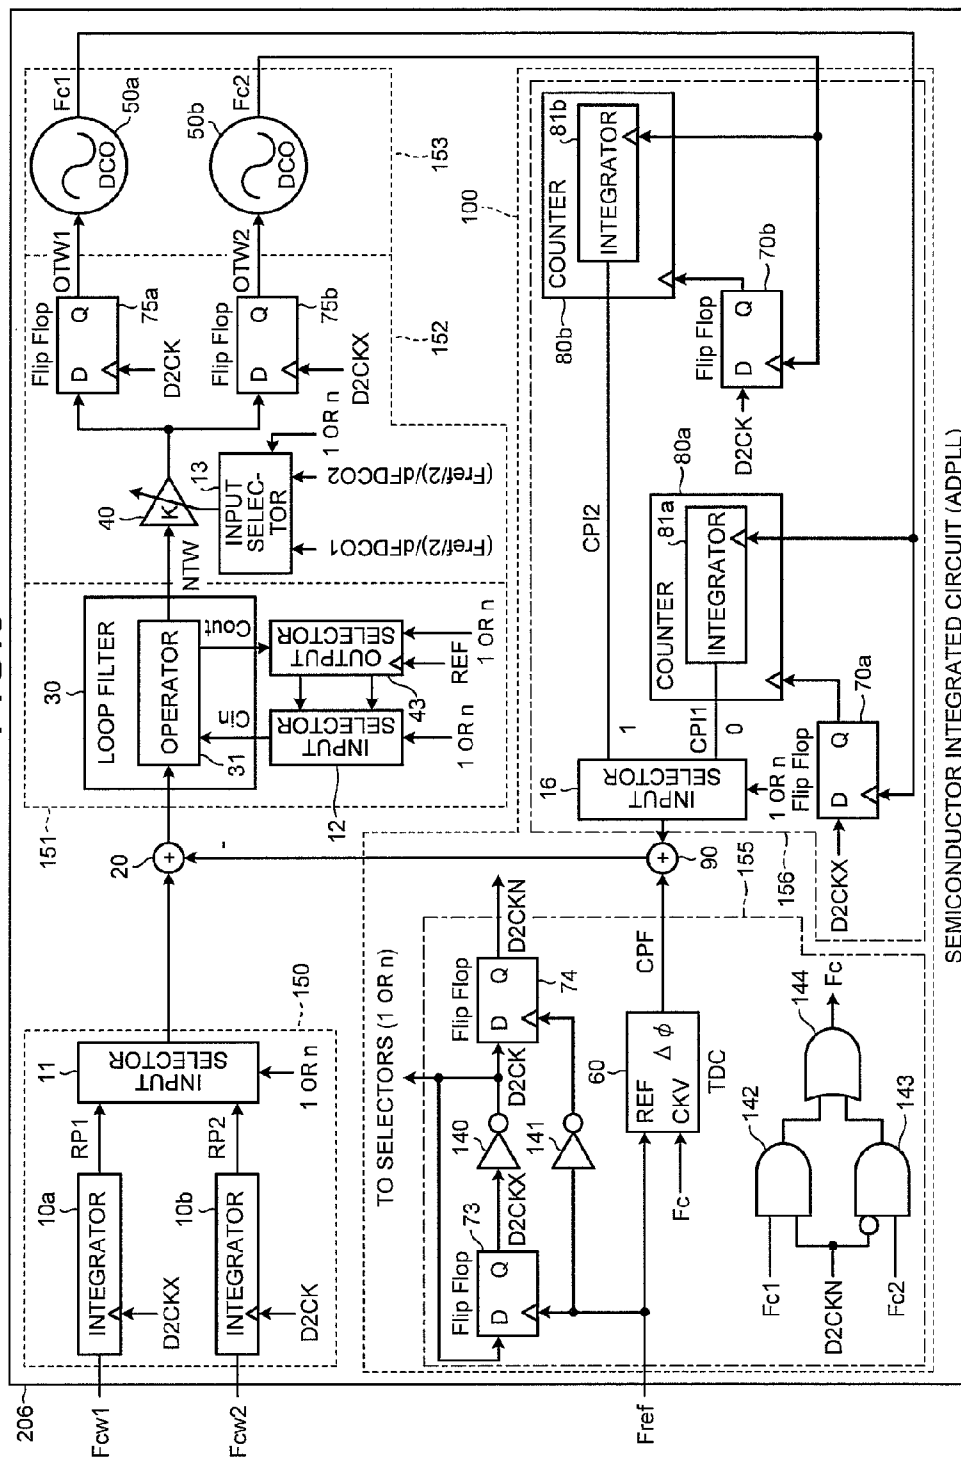 206
Fcw1
Fcw2
Fref
10a
INTEGRATOR
D2CKX
10b
INTEGRATOR
D2CK
RP1
RP2
11
INPUT
SELECTOR
1 OR n
150
20
+
151
30
LOOP FILTER
OPERATOR
31
Cin
Cout
12
INPUT
SELECTOR
1 OR n
43
OUTPUT
SELECTOR
REF
1 OR n
NTW
40
K
13
INPUT
SELEC-
TOR
(Fref/2)/dFDCO1
(Fref/2)/dFDCO2
1 OR n
Flip Flop
D Q
75a
D2CK
Flip Flop
D Q
75b
D2CKX
152
OTW1
OTW2
DCO
50a
Fc1
DCO
50b
Fc2
153
100
TO SELECTORS (1 OR n)
Flip Flop
73
D Q
D2CKX
140
141
D2CK
Flip Flop
D Q
74
D2CKN
60
REF
CKV
Δ ϕ
TDC
Fc
CPF
Fc1
D2CKN
Fc2
142
143
144
Fc
155
156
90
+
16
INPUT
SELECTOR
1 OR n
CPI1
0
CPI2
1
Flip Flop
D Q
70a
D2CKX
80a
COUNTER
81a
INTEGRATOR
Flip Flop
D Q
70b
D2CK
80b
COUNTER
81b
INTEGRATOR
SEMICONDUCTOR INTEGRATED CIRCUIT (ADPLL)